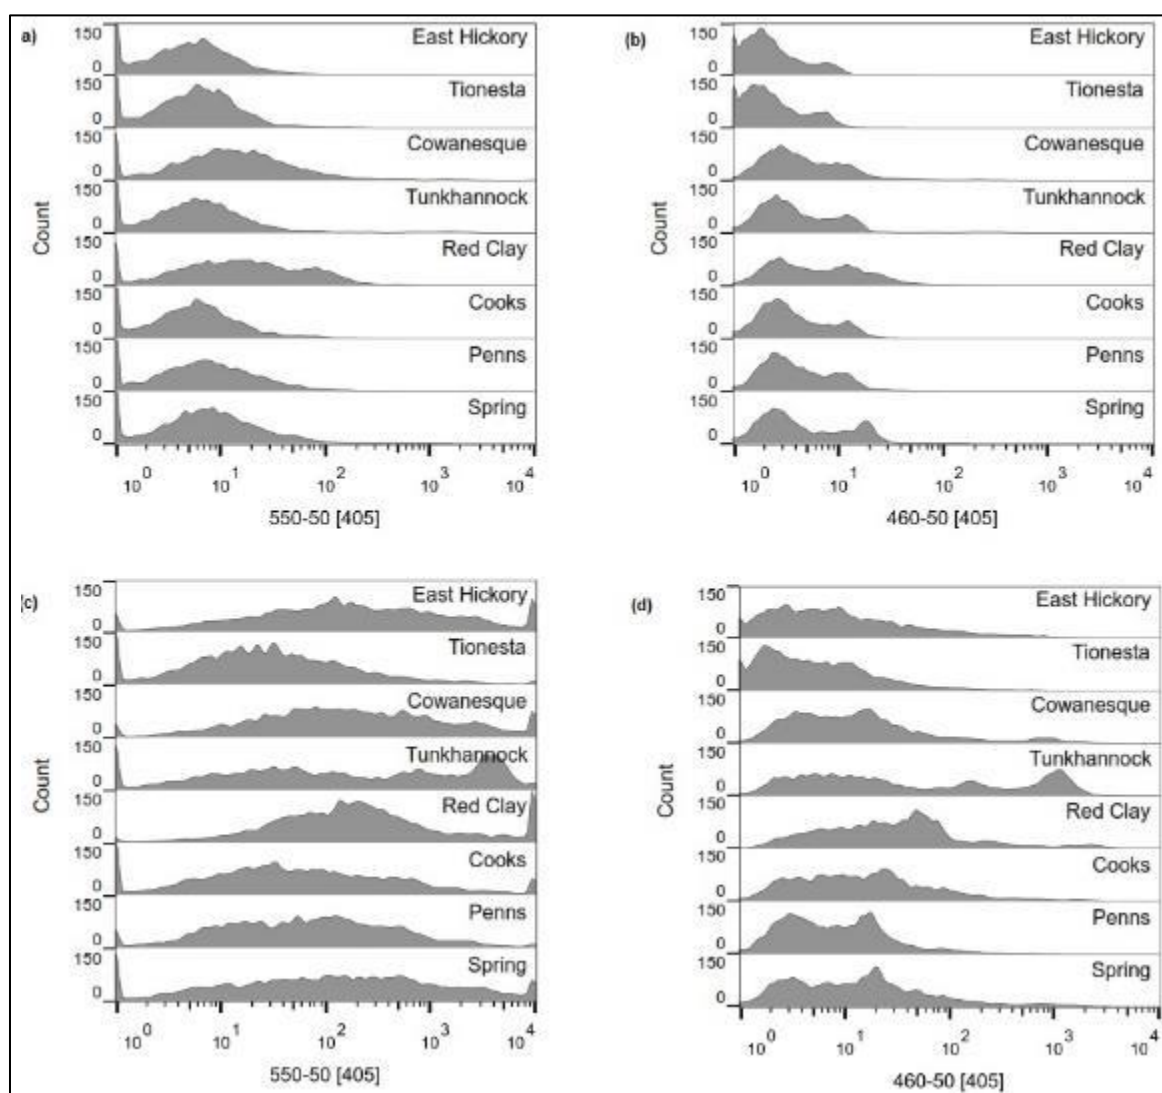 a)
150
East Hickory
0
150
Tionesta
0
150
Cowanesque
0
150
Tunkhannock
0
150
Red Clay
0
150
Cooks
0
150
Penns
0
150
Spring
0
Count
10^0 10^1 10^2 10^3 10^4
550-50 [405]
(b)
150
East Hickory
0
150
Tionesta
0
150
Cowanesque
0
150
Tunkhannock
0
150
Red Clay
0
150
Cooks
0
150
Penns
0
150
Spring
0
Count
10^0 10^1 10^2 10^3 10^4
460-50 [405]
(c)
150
East Hickory
0
150
Tionesta
0
150
Cowanesque
0
150
Tunkhannock
0
150
Red Clay
0
150
Cooks
0
150
Penns
0
150
Spring
0
Count
10^0 10^1 10^2 10^3 10^4
550-50 [405]
(d)
150
East Hickory
0
150
Tionesta
0
150
Cowanesque
0
150
Tunkhannock
0
150
Red Clay
0
150
Cooks
0
150
Penns
0
150
Spring
0
Count
10^0 10^1 10^2 10^3 10^4
460-50 [405]